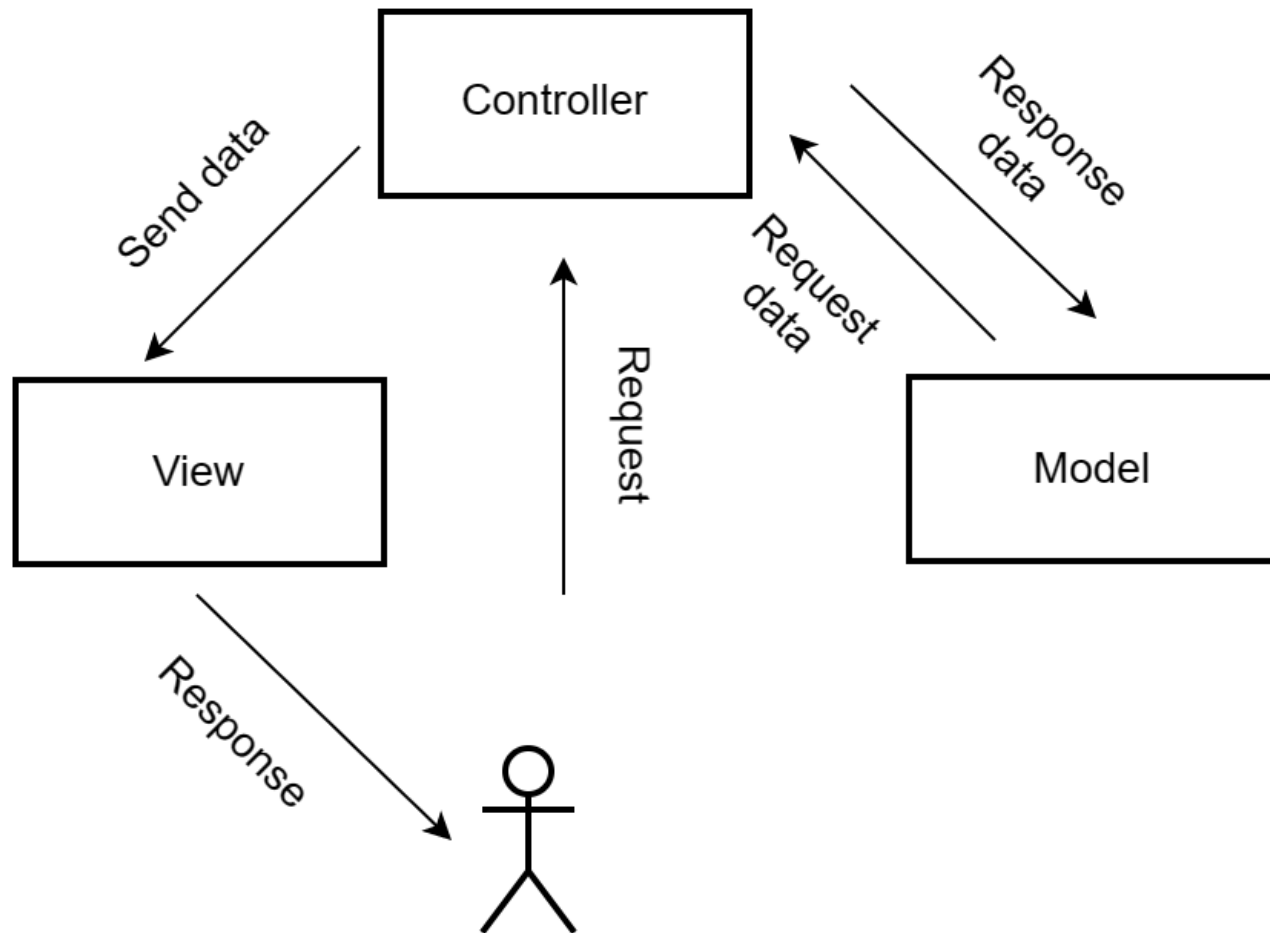 Controller
Response
data
Send data
Request
data
Request
View
Model
Response